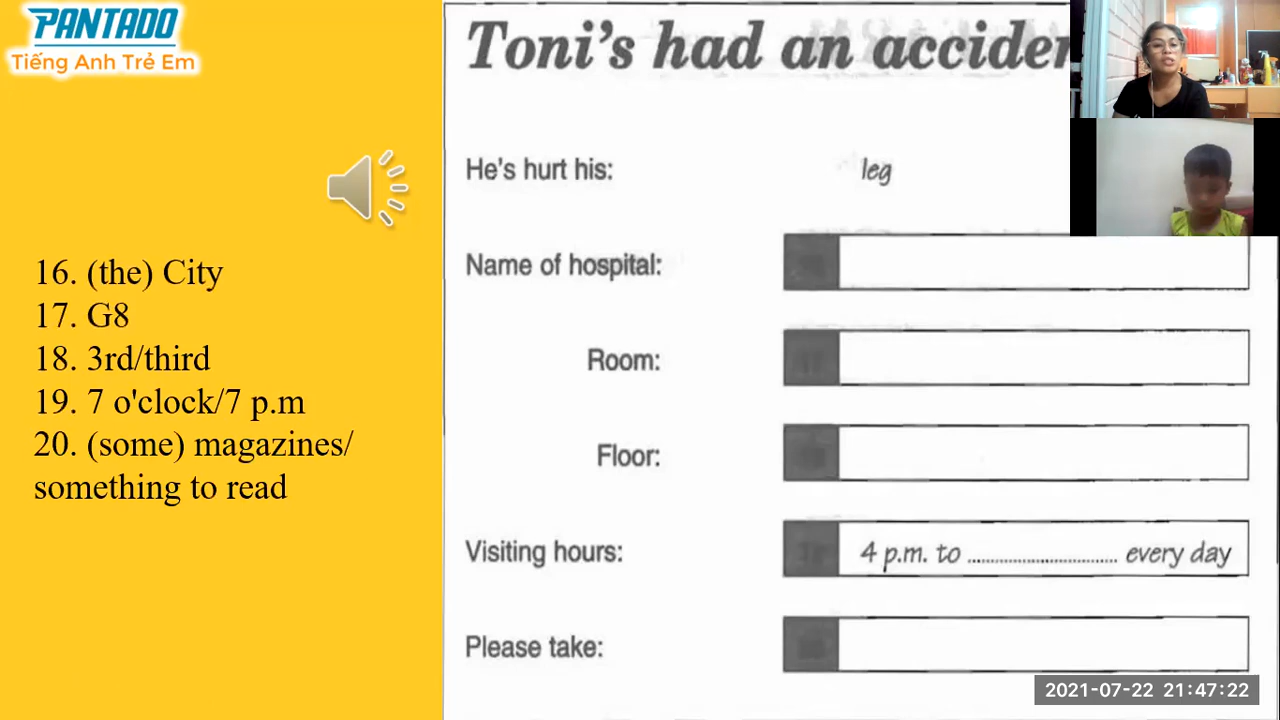 PANTADO
Tiếng Anh Trẻ Em
16. (the) City
17. G8
18. 3rd/third
19. 7 o'clock/7 p.m
20. (some) magazines/
something to read
Toni's had an acciden
He's hurt his: leg
Name of hospital:
Room:
Floor:
Visiting hours: 4 p.m. to .............................. every day
Please take:
2021-07-22 21:47:22